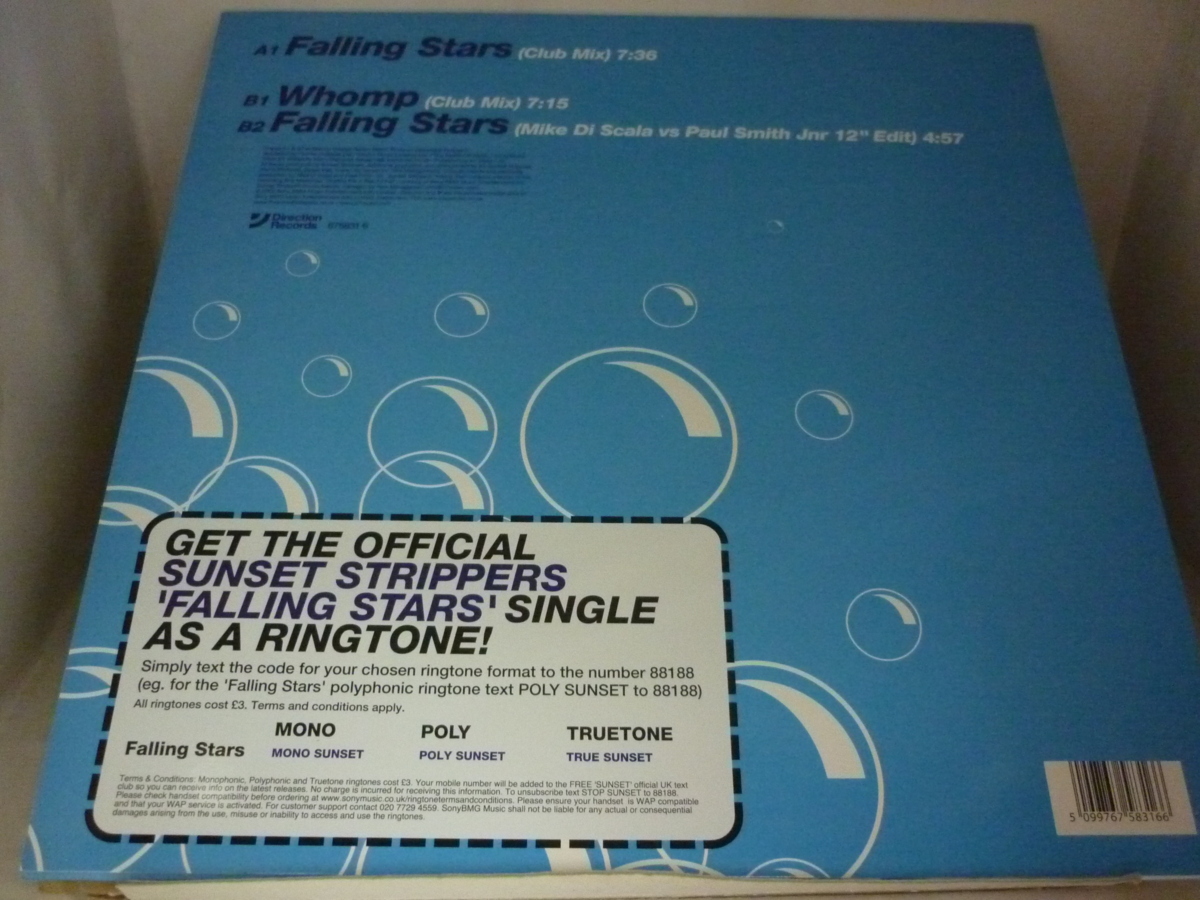 A1 Falling Stars (Club Mix) 7:36
B1 Whomp (Club Mix) 7:15
B2 Falling Stars (Mike Di Scala vs Paul Smith Jnr 12" Edit) 4:57
Direction
Records
GET THE OFFICIAL
SUNSET STRIPPERS
'FALLING STARS' SINGLE
AS A RINGTONE!
Simply text the code for your chosen ringtone format to the number 88188
(eg. for the 'Falling Stars' polyphonic ringtone text POLY SUNSET to 88188)
All ringtones cost £3. Terms and conditions apply.
MONO POLY TRUETONE
Falling Stars MONO SUNSET POLY SUNSET TRUE SUNSET
Terms & Conditions: Monophonic, Polyphonic and Truetone ringtones cost £3. Your mobile number will be added to the FREE 'SUNSET' official UK text
club so you can receive info on the latest releases. No charge is incurred for receiving this information. To unsubscribe text STOP SUNSET to 88188.
Please check handset compatibility before ordering at www.sonymusic.co.uk/ringtonetermsandconditions. Please ensure your handset is WAP compatible
and that your WAP service is activated. For customer support contact 020 7729 4559. SonyBMG Music shall not be liable for any actual or consequential
damages arising from the use, misuse or inability to access and use the ringtones.
5 099767 583166